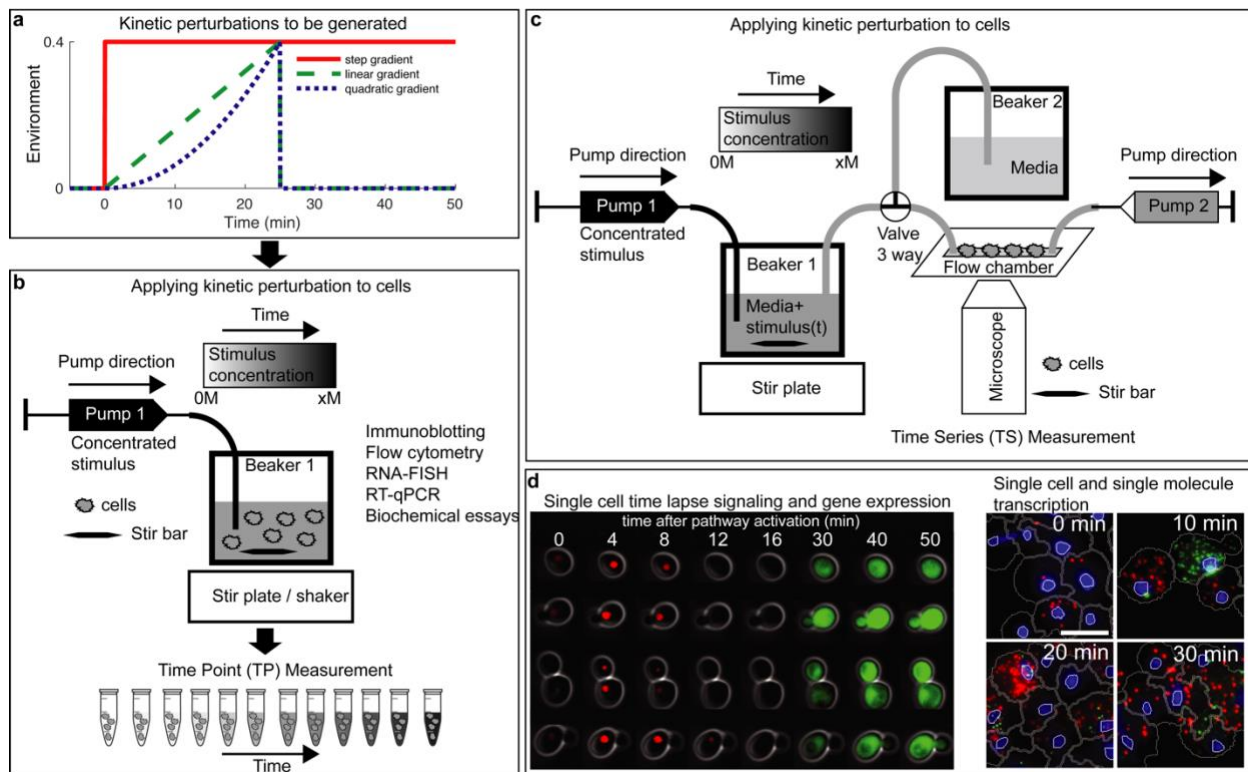 a
Kinetic perturbations to be generated
0.4
step gradient
linear gradient
quadratic gradient
Environment
0
0 10 20 30 40 50
Time (min)
b
Applying kinetic perturbation to cells
Time
Pump direction
Stimulus
concentration
0M xM
Pump 1
Concentrated
stimulus
Beaker 1
cells
Stir bar
Immunoblotting
Flow cytometry
RNA-FISH
RT-qPCR
Biochemical essays
Stir plate / shaker
Time Point (TP) Measurement
Time
c
Applying kinetic perturbation to cells
Time
Stimulus
concentration
0M xM
Pump direction
Pump 1
Concentrated
stimulus
Beaker 1
Media+
stimulus(t)
Stir plate
Beaker 2
Media
Valve
3 way
Pump direction
Pump 2
Flow chamber
Microscope
cells
Stir bar
Time Series (TS) Measurement
d
Single cell time lapse signaling and gene expression
time after pathway activation (min)
0 4 8 12 16 30 40 50
Single cell and single molecule
transcription
0 min
10 min
20 min
30 min